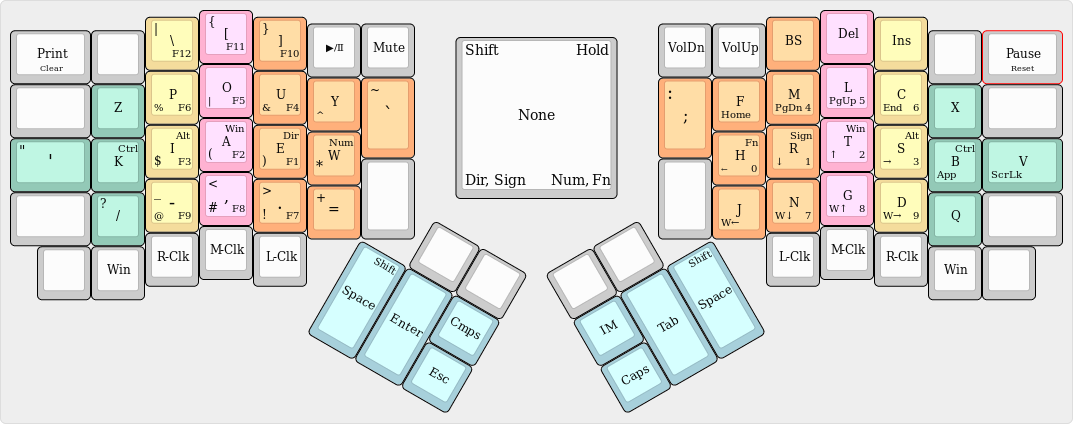 Print
Clear
|
\
F12
{
[
F11
}
]
F10
▶/II
Mute
Z
P
% F6
O
| F5
U
& F4
Y
^
~
`
"
'
Ctrl
K
Alt
I
$ F3
Win
A
( F2
Dir
E
) F1
Num
W
*
?
/
_
-
@ F9
<
,
# F8
>
.
! F7
+
=
Win
R-Clk
M-Clk
L-Clk
Shift
Space
Enter
Cmps
Esc
Shift Hold
None
Dir, Sign Num, Fn
VolDn
VolUp
BS
Del
Ins
Pause
Reset
:
;
F
Home
M
PgDn 4
L
PgUp 5
C
End 6
X
Fn
H
← 0
Sign
R
↓ 1
Win
T
↑ 2
Alt
S
→ 3
Ctrl
B
App
V
ScrLk
J
W←
N
W↓ 7
G
W↑ 8
D
W→ 9
Q
L-Clk
M-Clk
R-Clk
Win
IM
Caps
Tab
Shift
Space